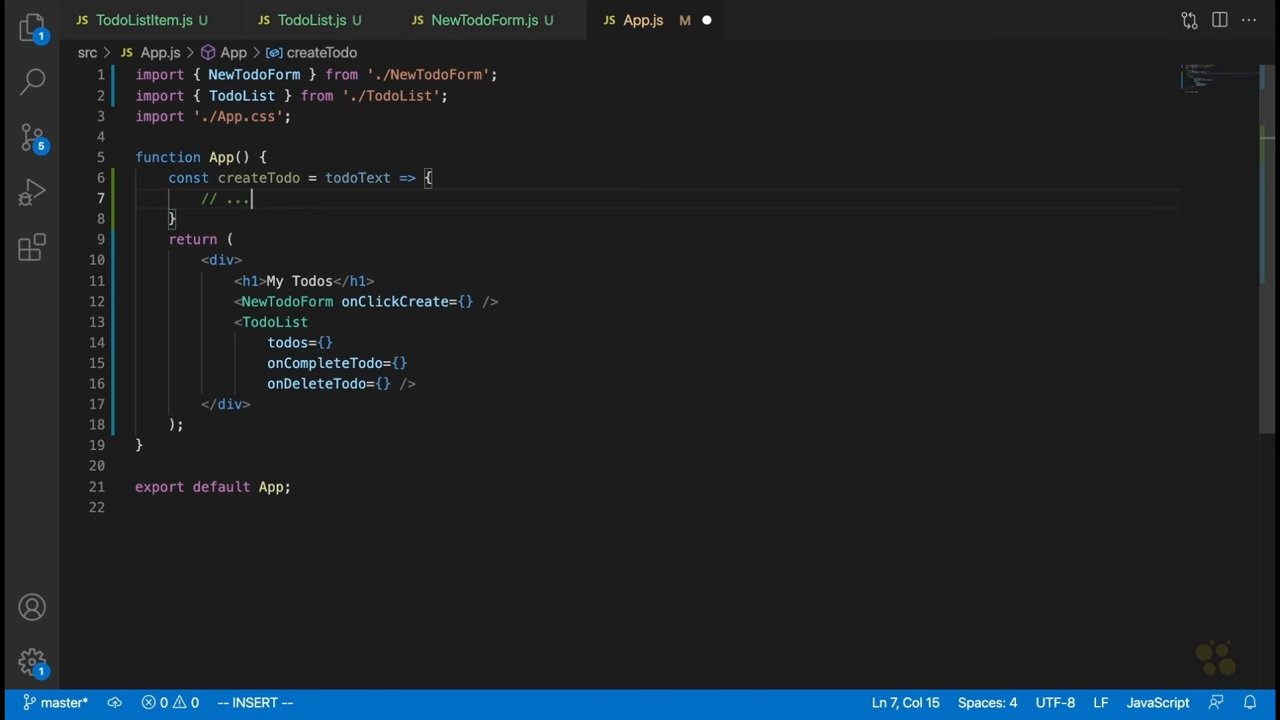 JS TodoListItem.js U JS TodoList.js U JS NewTodoForm.js U JS App.js M
src > JS App.js > App > createTodo
1 import { NewTodoForm } from './NewTodoForm';
2 import { TodoList } from './TodoList';
3 import './App.css';
4
5 function App() {
6 const createTodo = todoText => {
7 // ...
8 }
9 return (
10 <div>
11 <h1>My Todos</h1>
12 <NewTodoForm onClickCreate={} />
13 <TodoList
14 todos={}
15 onCompleteTodo={}
16 onDeleteTodo={} />
17 </div>
18 );
19 }
20
21 export default App;
22
1
5
1
master* 0 0 -- INSERT -- Ln 7, Col 15 Spaces: 4 UTF-8 LF JavaScript